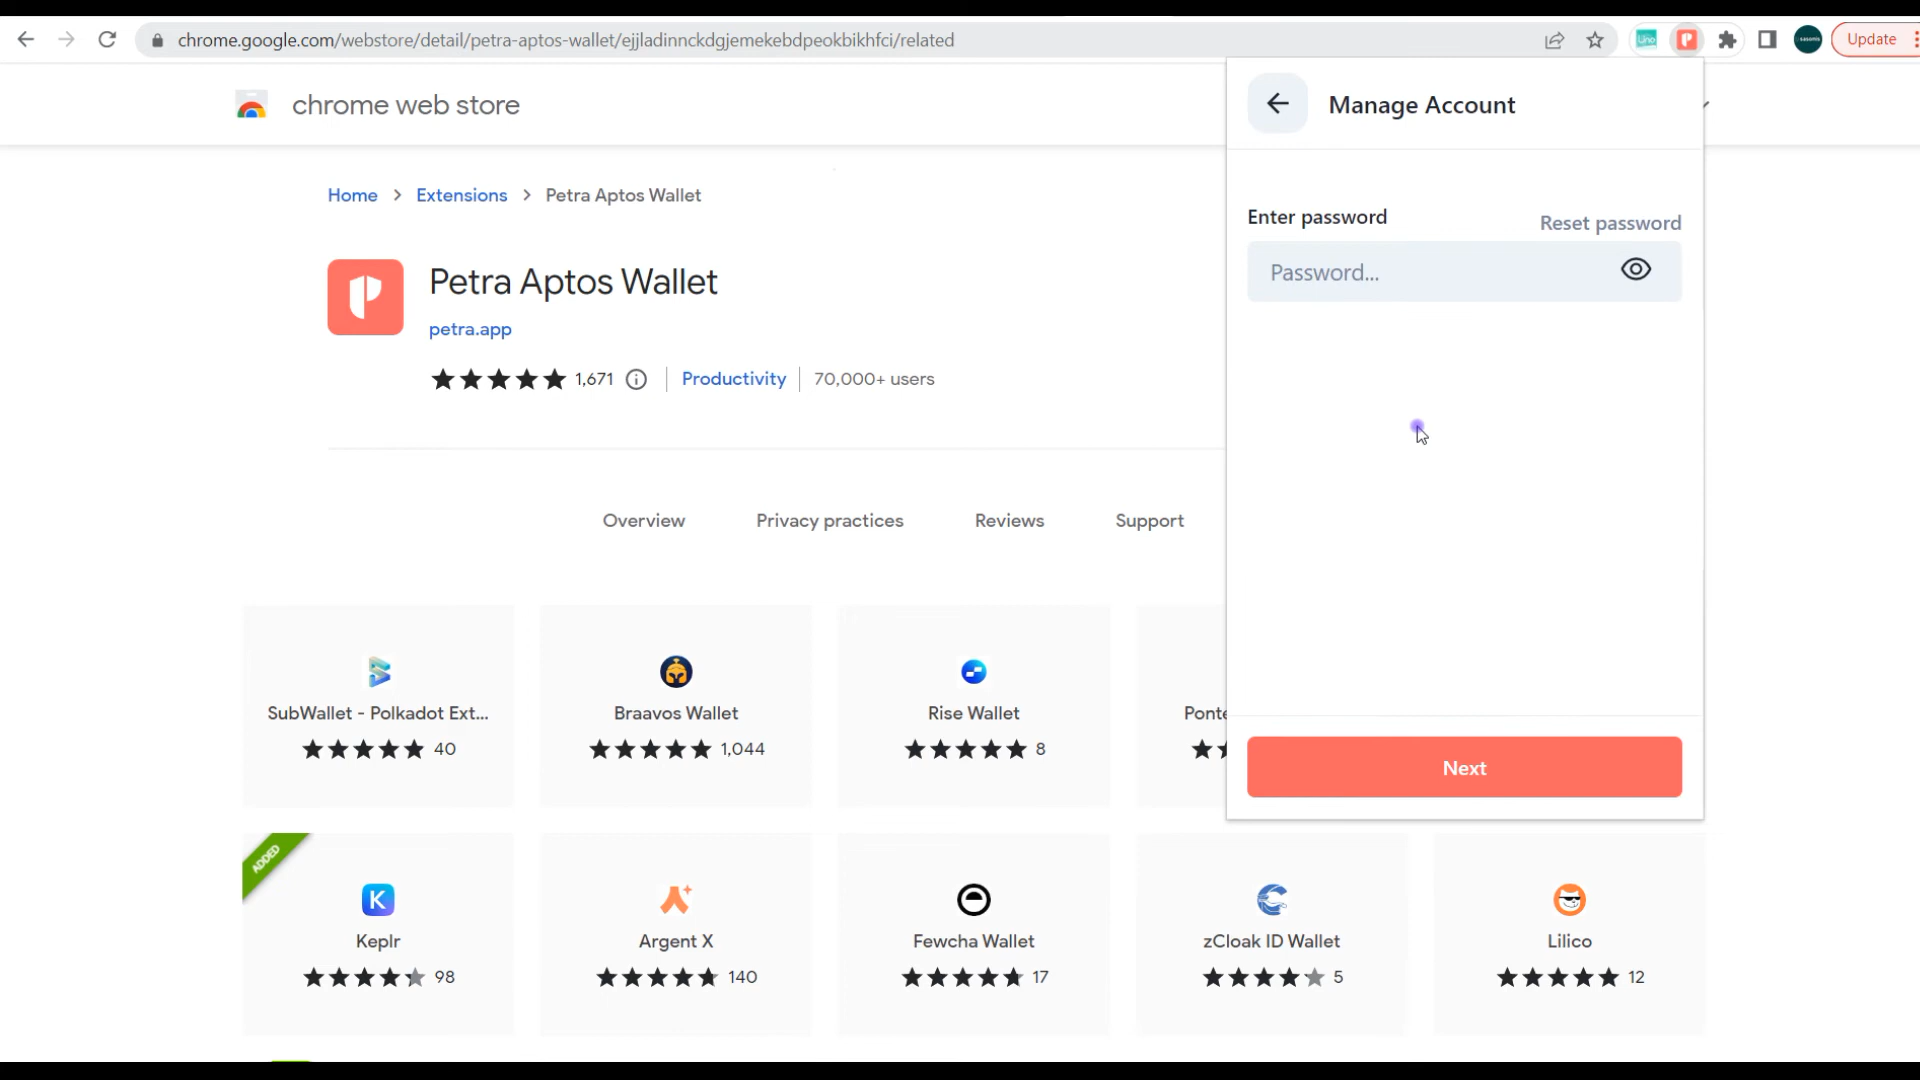 chrome.google.com/webstore/detail/petra-aptos-wallet/ejjladinnckdgjemekebdpeokbikhfci/related
Uno
Update
chrome web store
Manage Account
Home > Extensions > Petra Aptos Wallet
Enter password
Reset password
Password...
Petra Aptos Wallet
petra.app
1,671
Productivity
70,000+ users
Overview
Privacy practices
Reviews
Support
SubWallet - Polkadot Ext...
40
Braavos Wallet
1,044
Rise Wallet
8
Ponte
Next
ADDED
Keplr
98
Argent X
140
Fewcha Wallet
17
zCloak ID Wallet
5
Lilico
12